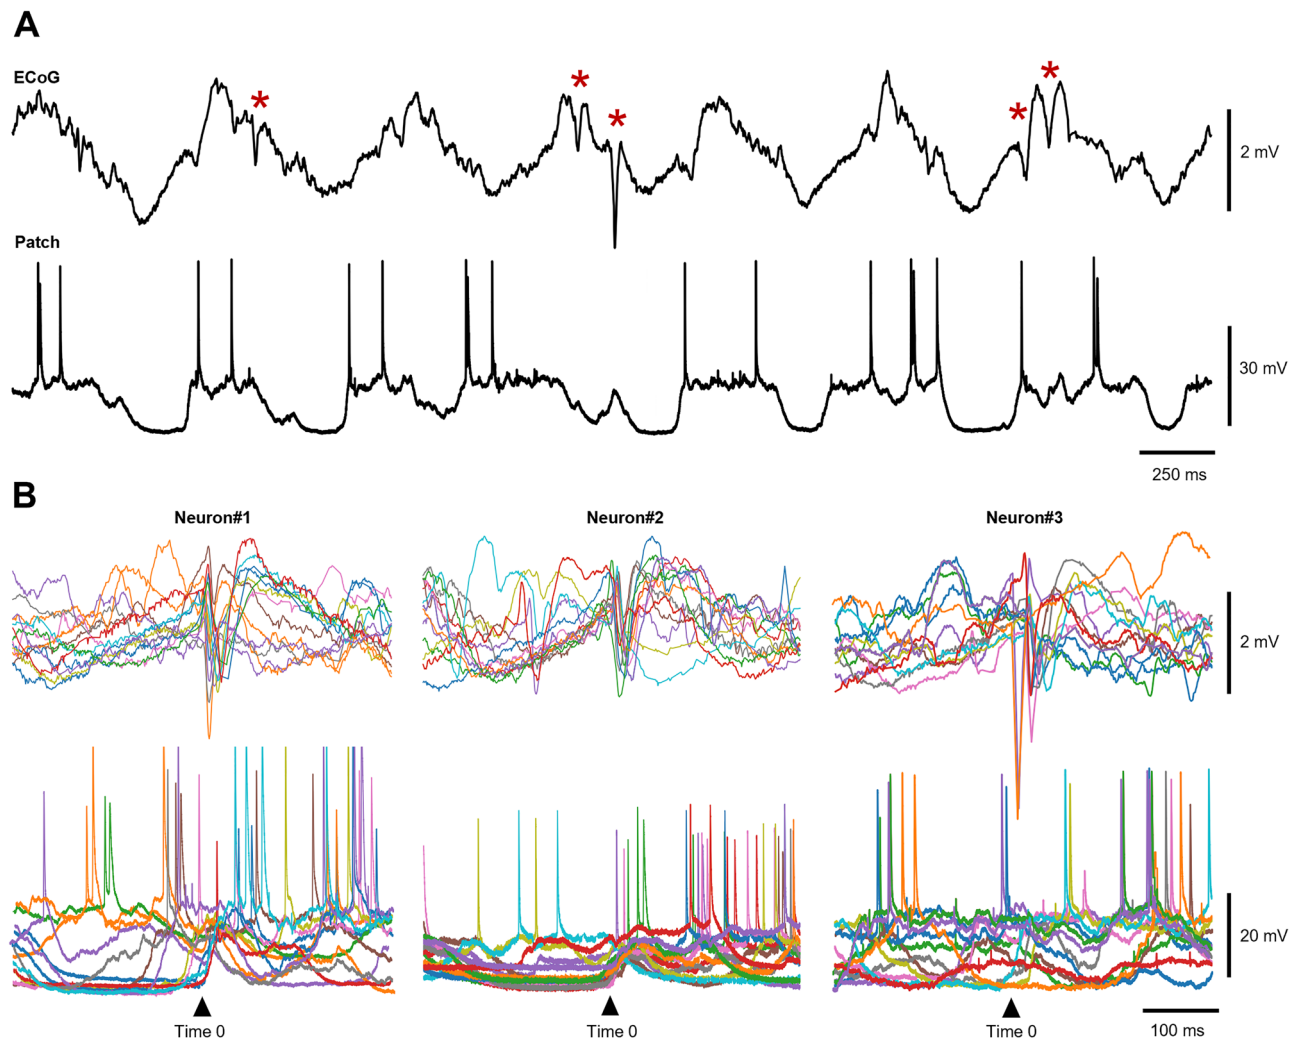 A
ECoG
*
*
*
*
*
2 mV
Patch
30 mV
250 ms
B
Neuron#1
Neuron#2
Neuron#3
2 mV
20 mV
Time 0
Time 0
Time 0
100 ms